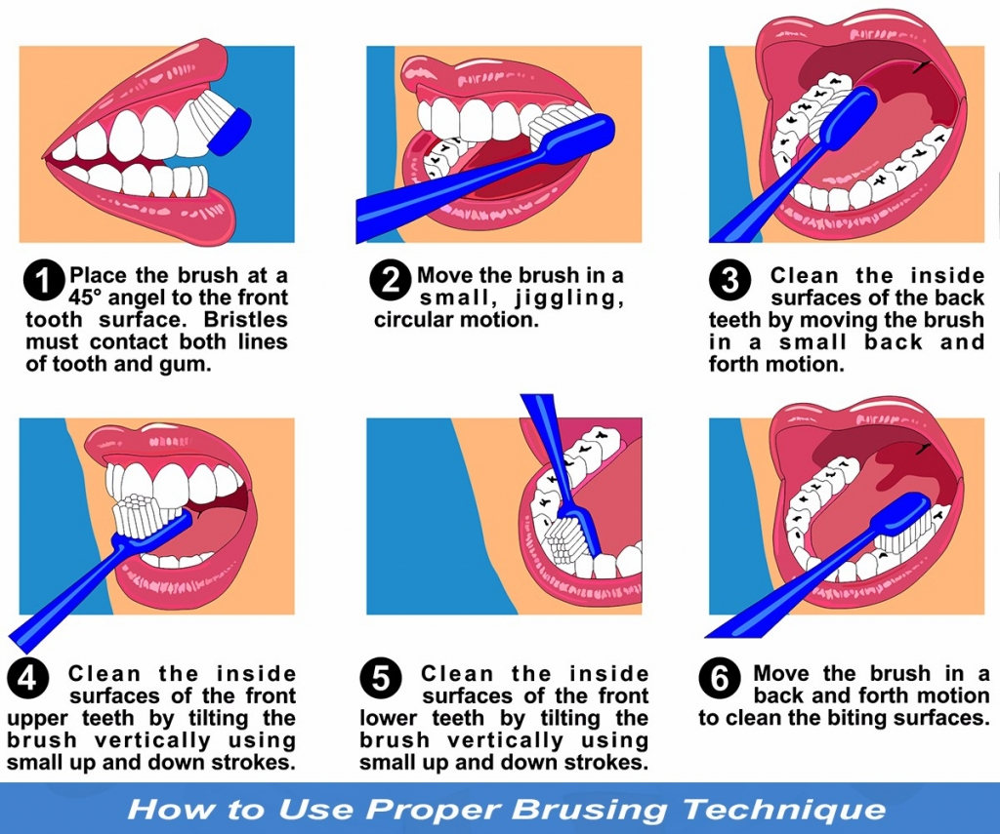 1 Place the brush at a
45° angel to the front
tooth surface. Bristles
must contact both lines
of tooth and gum.
2 Move the brush in a
small, jiggling,
circular motion.
3 Clean the inside
surfaces of the back
teeth by moving the brush
in a small back and
forth motion.
4 Clean the inside
surfaces of the front
upper teeth by tilting the
brush vertically using
small up and down strokes.
5 Clean the inside
surfaces of the front
lower teeth by tilting the
brush vertically using
small up and down strokes.
6 Move the brush in a
back and forth motion
to clean the biting surfaces.
How to Use Proper Brusing Technique